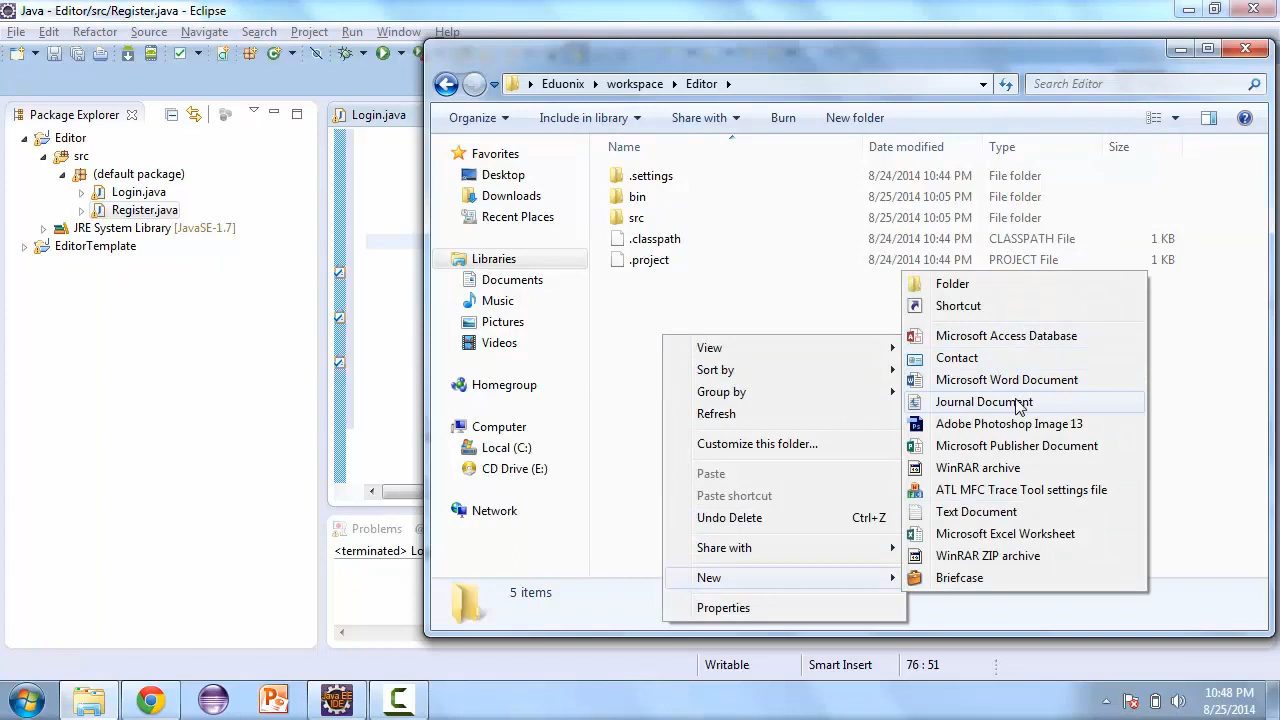 Java - Editor/src/Register.java - Eclipse
File Edit Refactor Source Navigate Search Project Run Window Help
Package Explorer
Editor
src
(default package)
Login.java
Register.java
JRE System Library [JavaSE-1.7]
EditorTemplate
Login.java
Problems
<terminated> Lo
Eduonix workspace Editor
Search Editor
Organize Include in library Share with Burn New folder
Favorites
Desktop
Downloads
Recent Places
Libraries
Documents
Music
Pictures
Videos
Homegroup
Computer
Local (C:)
CD Drive (E:)
Network
Name Date modified Type Size
.settings 8/24/2014 10:44 PM File folder
bin 8/25/2014 10:05 PM File folder
src 8/25/2014 10:05 PM File folder
.classpath 8/24/2014 10:44 PM CLASSPATH File 1 KB
.project 8/24/2014 10:44 PM PROJECT File 1 KB
View
Sort by
Group by
Refresh
Customize this folder...
Paste
Paste shortcut
Undo Delete Ctrl+Z
Share with
New
Properties
Folder
Shortcut
Microsoft Access Database
Contact
Microsoft Word Document
Journal Document
Adobe Photoshop Image 13
Microsoft Publisher Document
WinRAR archive
ATL MFC Trace Tool settings file
Text Document
Microsoft Excel Worksheet
WinRAR ZIP archive
Briefcase
5 items
Writable Smart Insert 76 : 51
Java EE
IDE
10:48 PM
8/25/2014